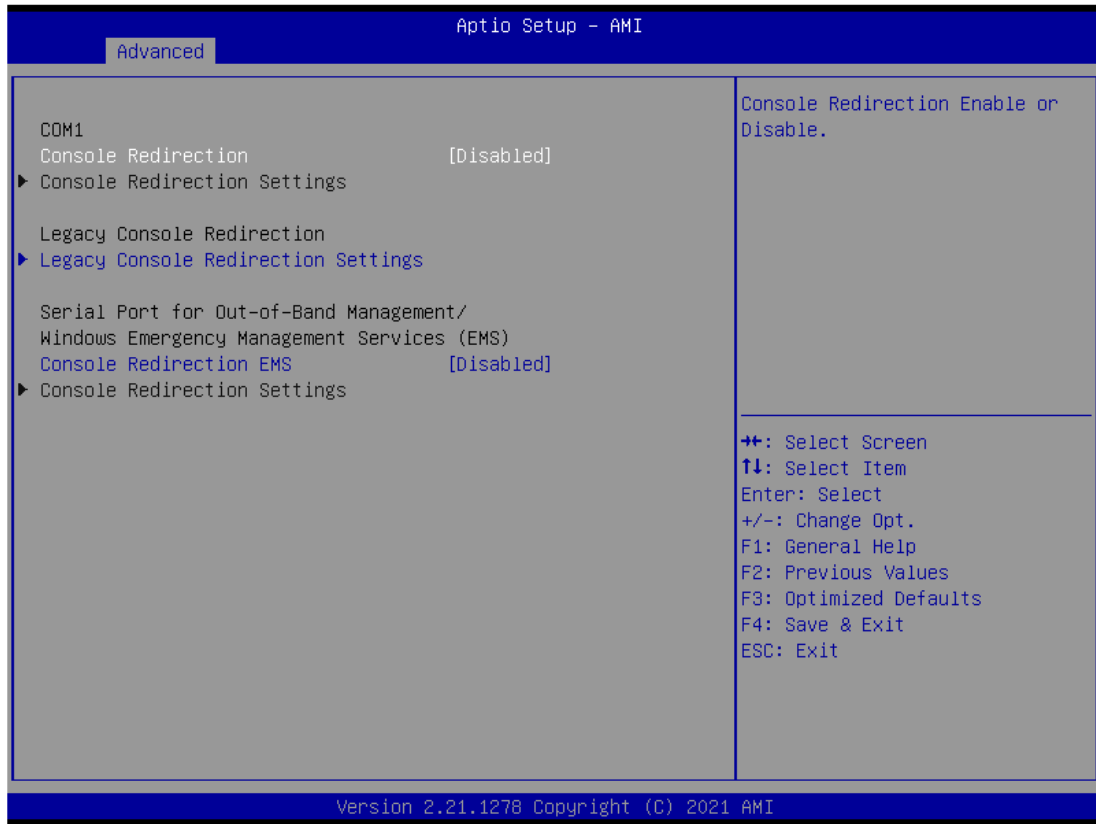 Aptio Setup – AMI
Advanced
COM1
Console Redirection [Disabled]
Console Redirection Settings
Legacy Console Redirection
Legacy Console Redirection Settings
Serial Port for Out-of-Band Management/
Windows Emergency Management Services (EMS)
Console Redirection EMS [Disabled]
Console Redirection Settings
Console Redirection Enable or
Disable.
→←: Select Screen
↑↓: Select Item
Enter: Select
+/-: Change Opt.
F1: General Help
F2: Previous Values
F3: Optimized Defaults
F4: Save & Exit
ESC: Exit
Version 2.21.1278 Copyright (C) 2021 AMI